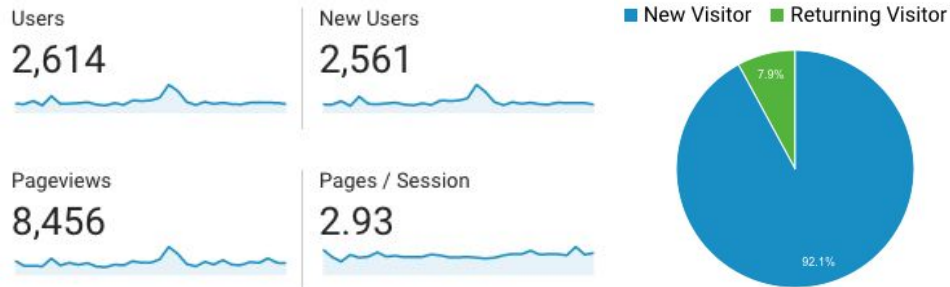 Users
2,614
New Users
2,561
Pageviews
8,456
Pages / Session
2.93
New Visitor
Returning Visitor
7.9%
92.1%